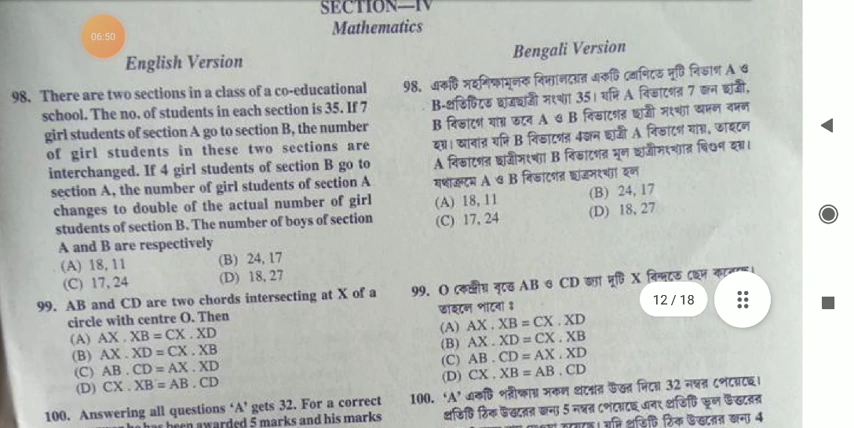 SECTION—IV
Mathematics
06:50
English Version
98. There are two sections in a class of a co-educational
school. The no. of students in each section is 35. If 7
girl students of section A go to section B, the number
of girl students in these two sections are
interchanged. If 4 girl students of section B go to
section A, the number of girl students of section A
changes to double of the actual number of girl
students of section B. The number of boys of section
A and B are respectively
(A) 18, 11
(B) 24, 17
(C) 17, 24
(D) 18, 27
99. AB and CD are two chords intersecting at X of a
circle with centre O. Then
(A) AX . XB = CX . XD
(B) AX . XD = CX . XB
(C) AB . CD = AX . XD
(D) CX . XB = AB . CD
100. Answering all questions ‘A’ gets 32. For a correct
been awarded 5 marks and his marks
Bengali Version
98. একটি সহশিক্ষামূলক বিদ্যালয়ের একটি শ্রেণিতে দুটি বিভাগ A ও
B-প্রতিটিতে ছাত্রছাত্রী সংখ্যা 35। যদি A বিভাগের 7 জন ছাত্রী,
B বিভাগে যায় তবে A ও B বিভাগের ছাত্রী সংখ্যা অদল বদল
হয়। আবার যদি B বিভাগের 4জন ছাত্রী A বিভাগে যায়, তাহলে
A বিভাগের ছাত্রীসংখ্যা B বিভাগের মূল ছাত্রীসংখ্যার দ্বিগুণ হয়।
যথাক্রমে A ও B বিভাগের ছাত্রসংখ্যা হল
(A) 18, 11
(B) 24, 17
(C) 17, 24
(D) 18, 27
99. O কেন্দ্রীয় বৃত্তে AB ও CD জ্যা দুটি X বিন্দুতে ছেদ
তাহলে পাবো :
(A) AX . XB = CX . XD
(B) AX . XD = CX . XB
(C) AB . CD = AX . XD
(D) CX . XB = AB . CD
100. ‘A’ একটি পরীক্ষায় সকল প্রশ্নের উত্তর দিয়ে 32 নম্বর পেয়েছে।
প্রতিটি ঠিক উত্তরের জন্য 5 নম্বর পেয়েছে এবং প্রতিটি ভুল উত্তরের
যদি প্রতিটি ঠিক উত্তরের জন্য 4
12 / 18